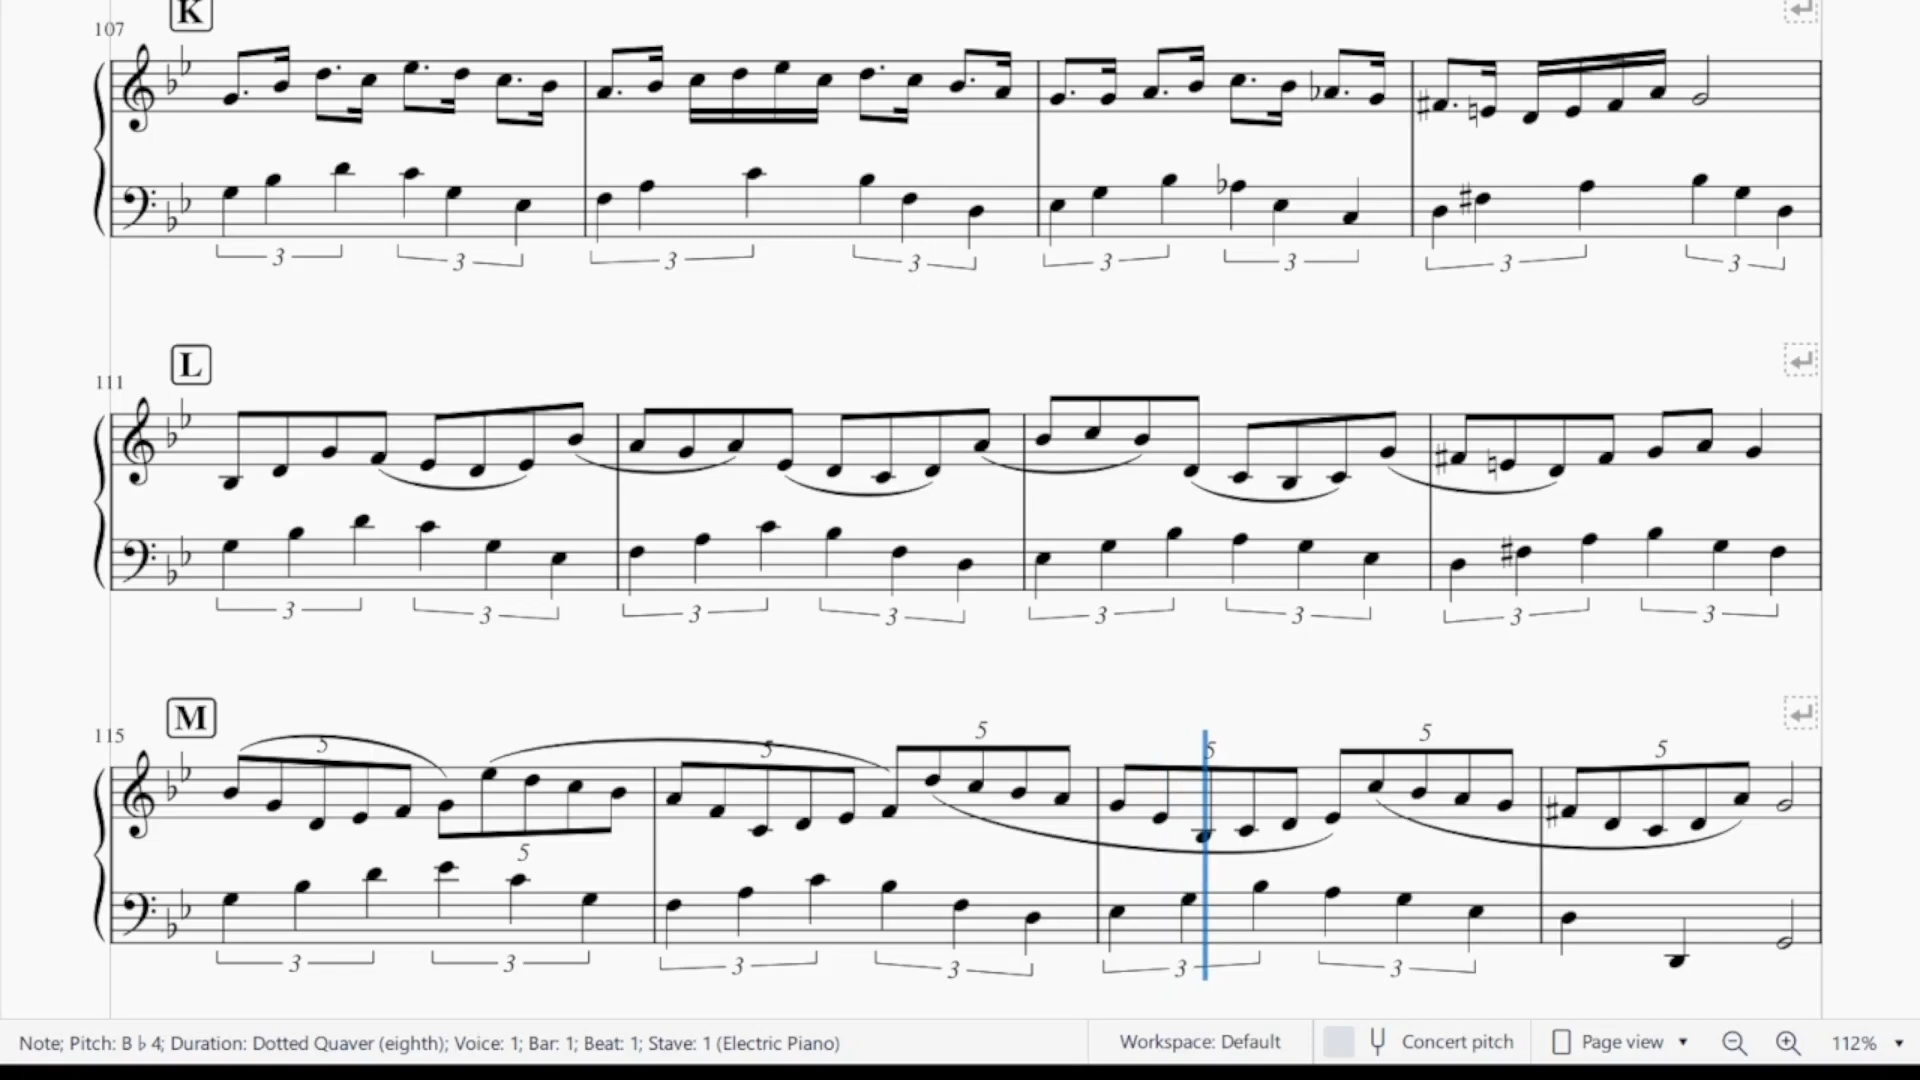 K
107
3 3 3 3 3 3 3 3
L
111
3 3 3 3 3 3 3 3
M
115
5 5 5 5 5 5 5
3 3 3 3 3 3
Note; Pitch: B♭4; Duration: Dotted Quaver (eighth); Voice: 1; Bar: 1; Beat: 1; Stave: 1 (Electric Piano) Workspace: Default Concert pitch Page view 112%